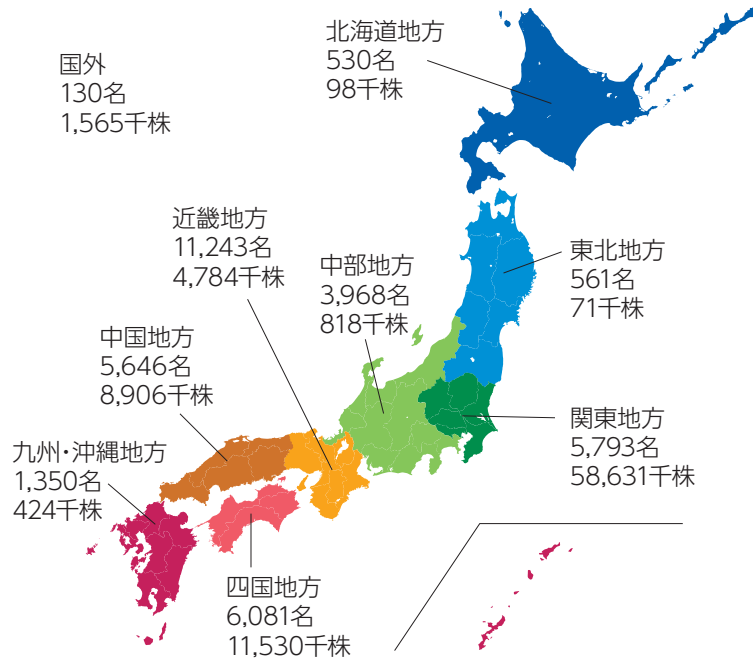 国外
130名
1,565千株
北海道地方
530名
98千株
近畿地方
11,243名
4,784千株
中部地方
3,968名
818千株
東北地方
561名
71千株
中国地方
5,646名
8,906千株
関東地方
5,793名
58,631千株
九州・沖縄地方
1,350名
424千株
四国地方
6,081名
11,530千株